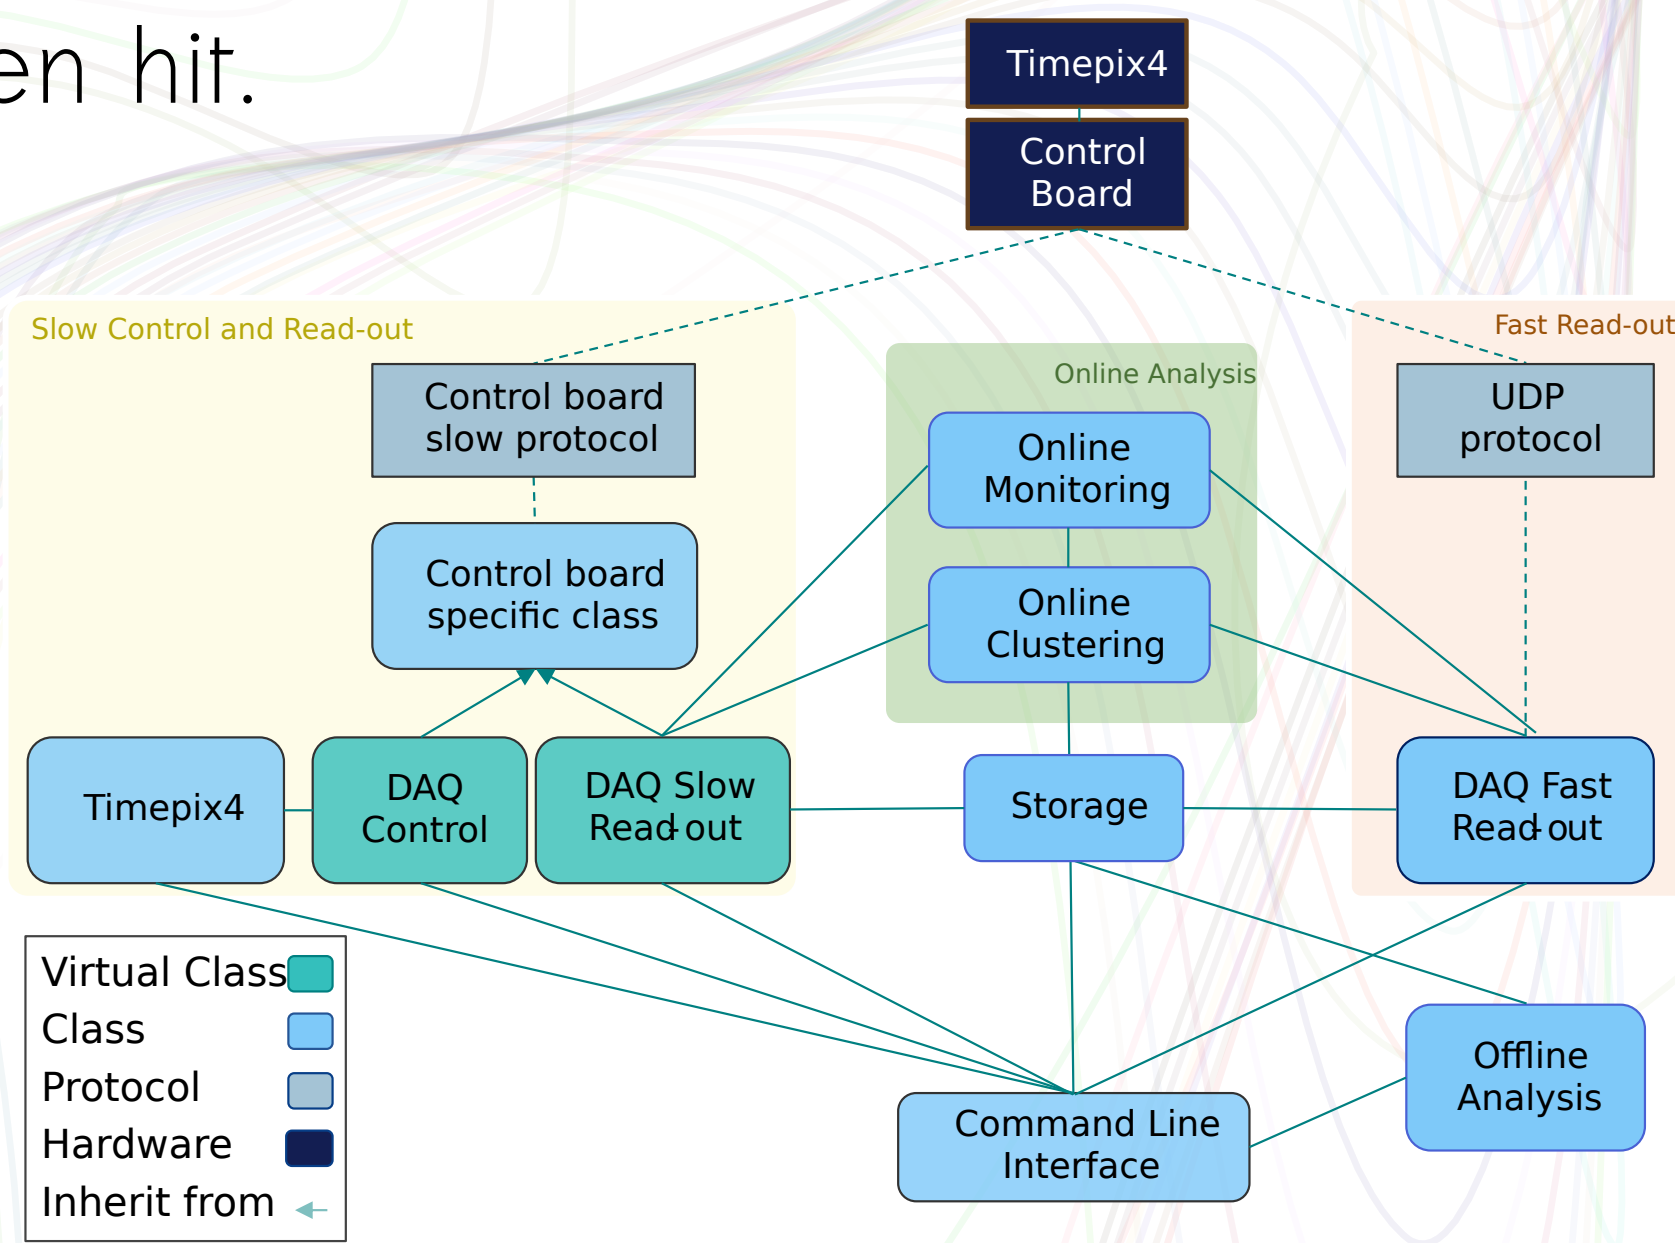 en hit.
Timepix4
Control
Board
Slow Control and Read-out
Fast Read-out
Control board
slow protocol
Online Analysis
UDP
protocol
Online
Monitoring
Control board
specific class
Online
Clustering
Timepix4
DAQ
Control
DAQ Slow
Read-out
Storage
DAQ Fast
Read-out
Virtual Class
Class
Protocol
Hardware
Inherit from
Offline
Analysis
Command Line
Interface